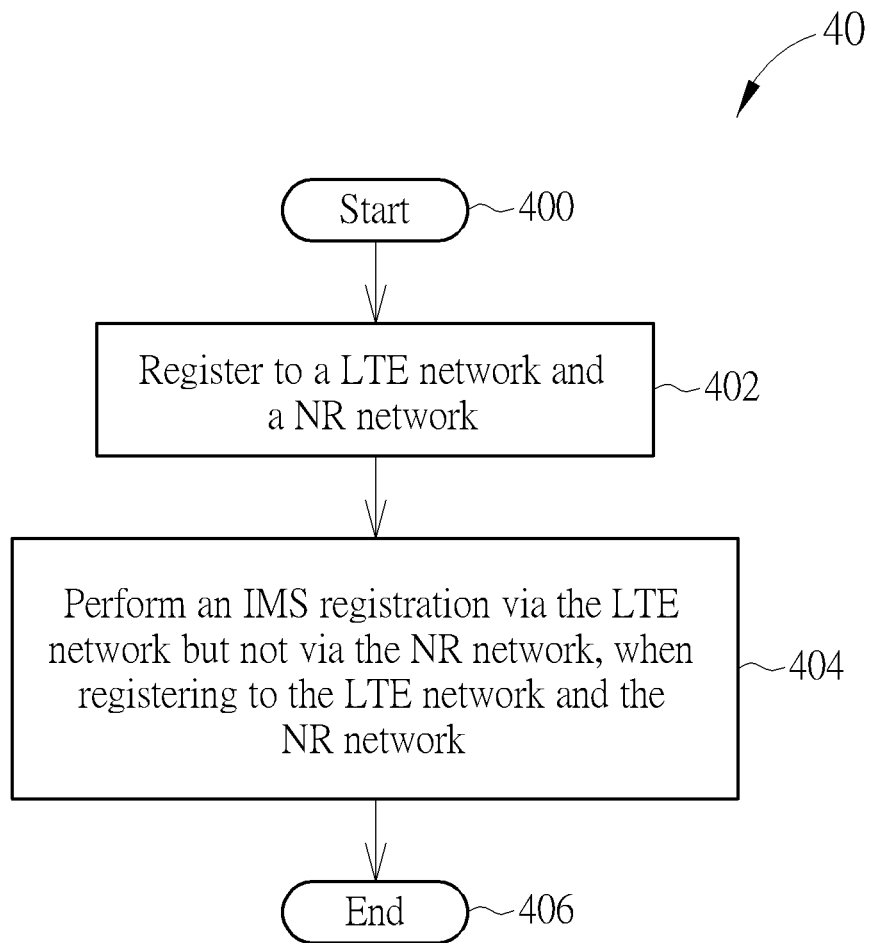 40
Start
400
Register to a LTE network and
a NR network
402
Perform an IMS registration via the LTE
network but not via the NR network, when
registering to the LTE network and the
NR network
404
End
406